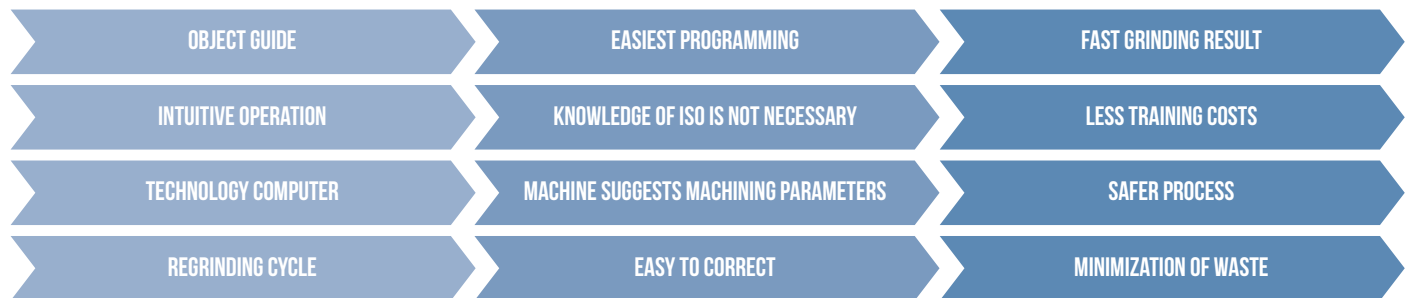 OBJECT GUIDE
EASIEST PROGRAMMING
FAST GRINDING RESULT
INTUITIVE OPERATION
KNOWLEDGE OF ISO IS NOT NECESSARY
LESS TRAINING COSTS
TECHNOLOGY COMPUTER
MACHINE SUGGESTS MACHINING PARAMETERS
SAFER PROCESS
REGRINDING CYCLE
EASY TO CORRECT
MINIMIZATION OF WASTE